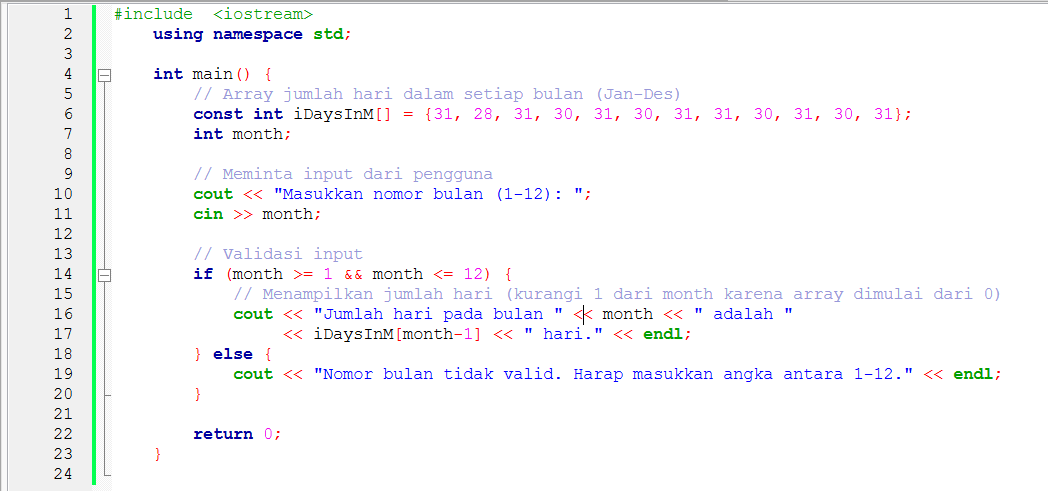 1 #include  <iostream>
2     using namespace std;
3
4     int main() {
5         // Array jumlah hari dalam setiap bulan (Jan-Des)
6         const int iDaysInM[] = {31, 28, 31, 30, 31, 30, 31, 31, 30, 31, 30, 31};
7         int month;
8
9         // Meminta input dari pengguna
10         cout << "Masukkan nomor bulan (1-12): ";
11         cin >> month;
12
13         // Validasi input
14         if (month >= 1 && month <= 12) {
15             // Menampilkan jumlah hari (kurangi 1 dari month karena array dimulai dari 0)
16             cout << "Jumlah hari pada bulan " << month << " adalah "
17                  << iDaysInM[month-1] << " hari." << endl;
18         } else {
19             cout << "Nomor bulan tidak valid. Harap masukkan angka antara 1-12." << endl;
20         }
21
22         return 0;
23     }
24